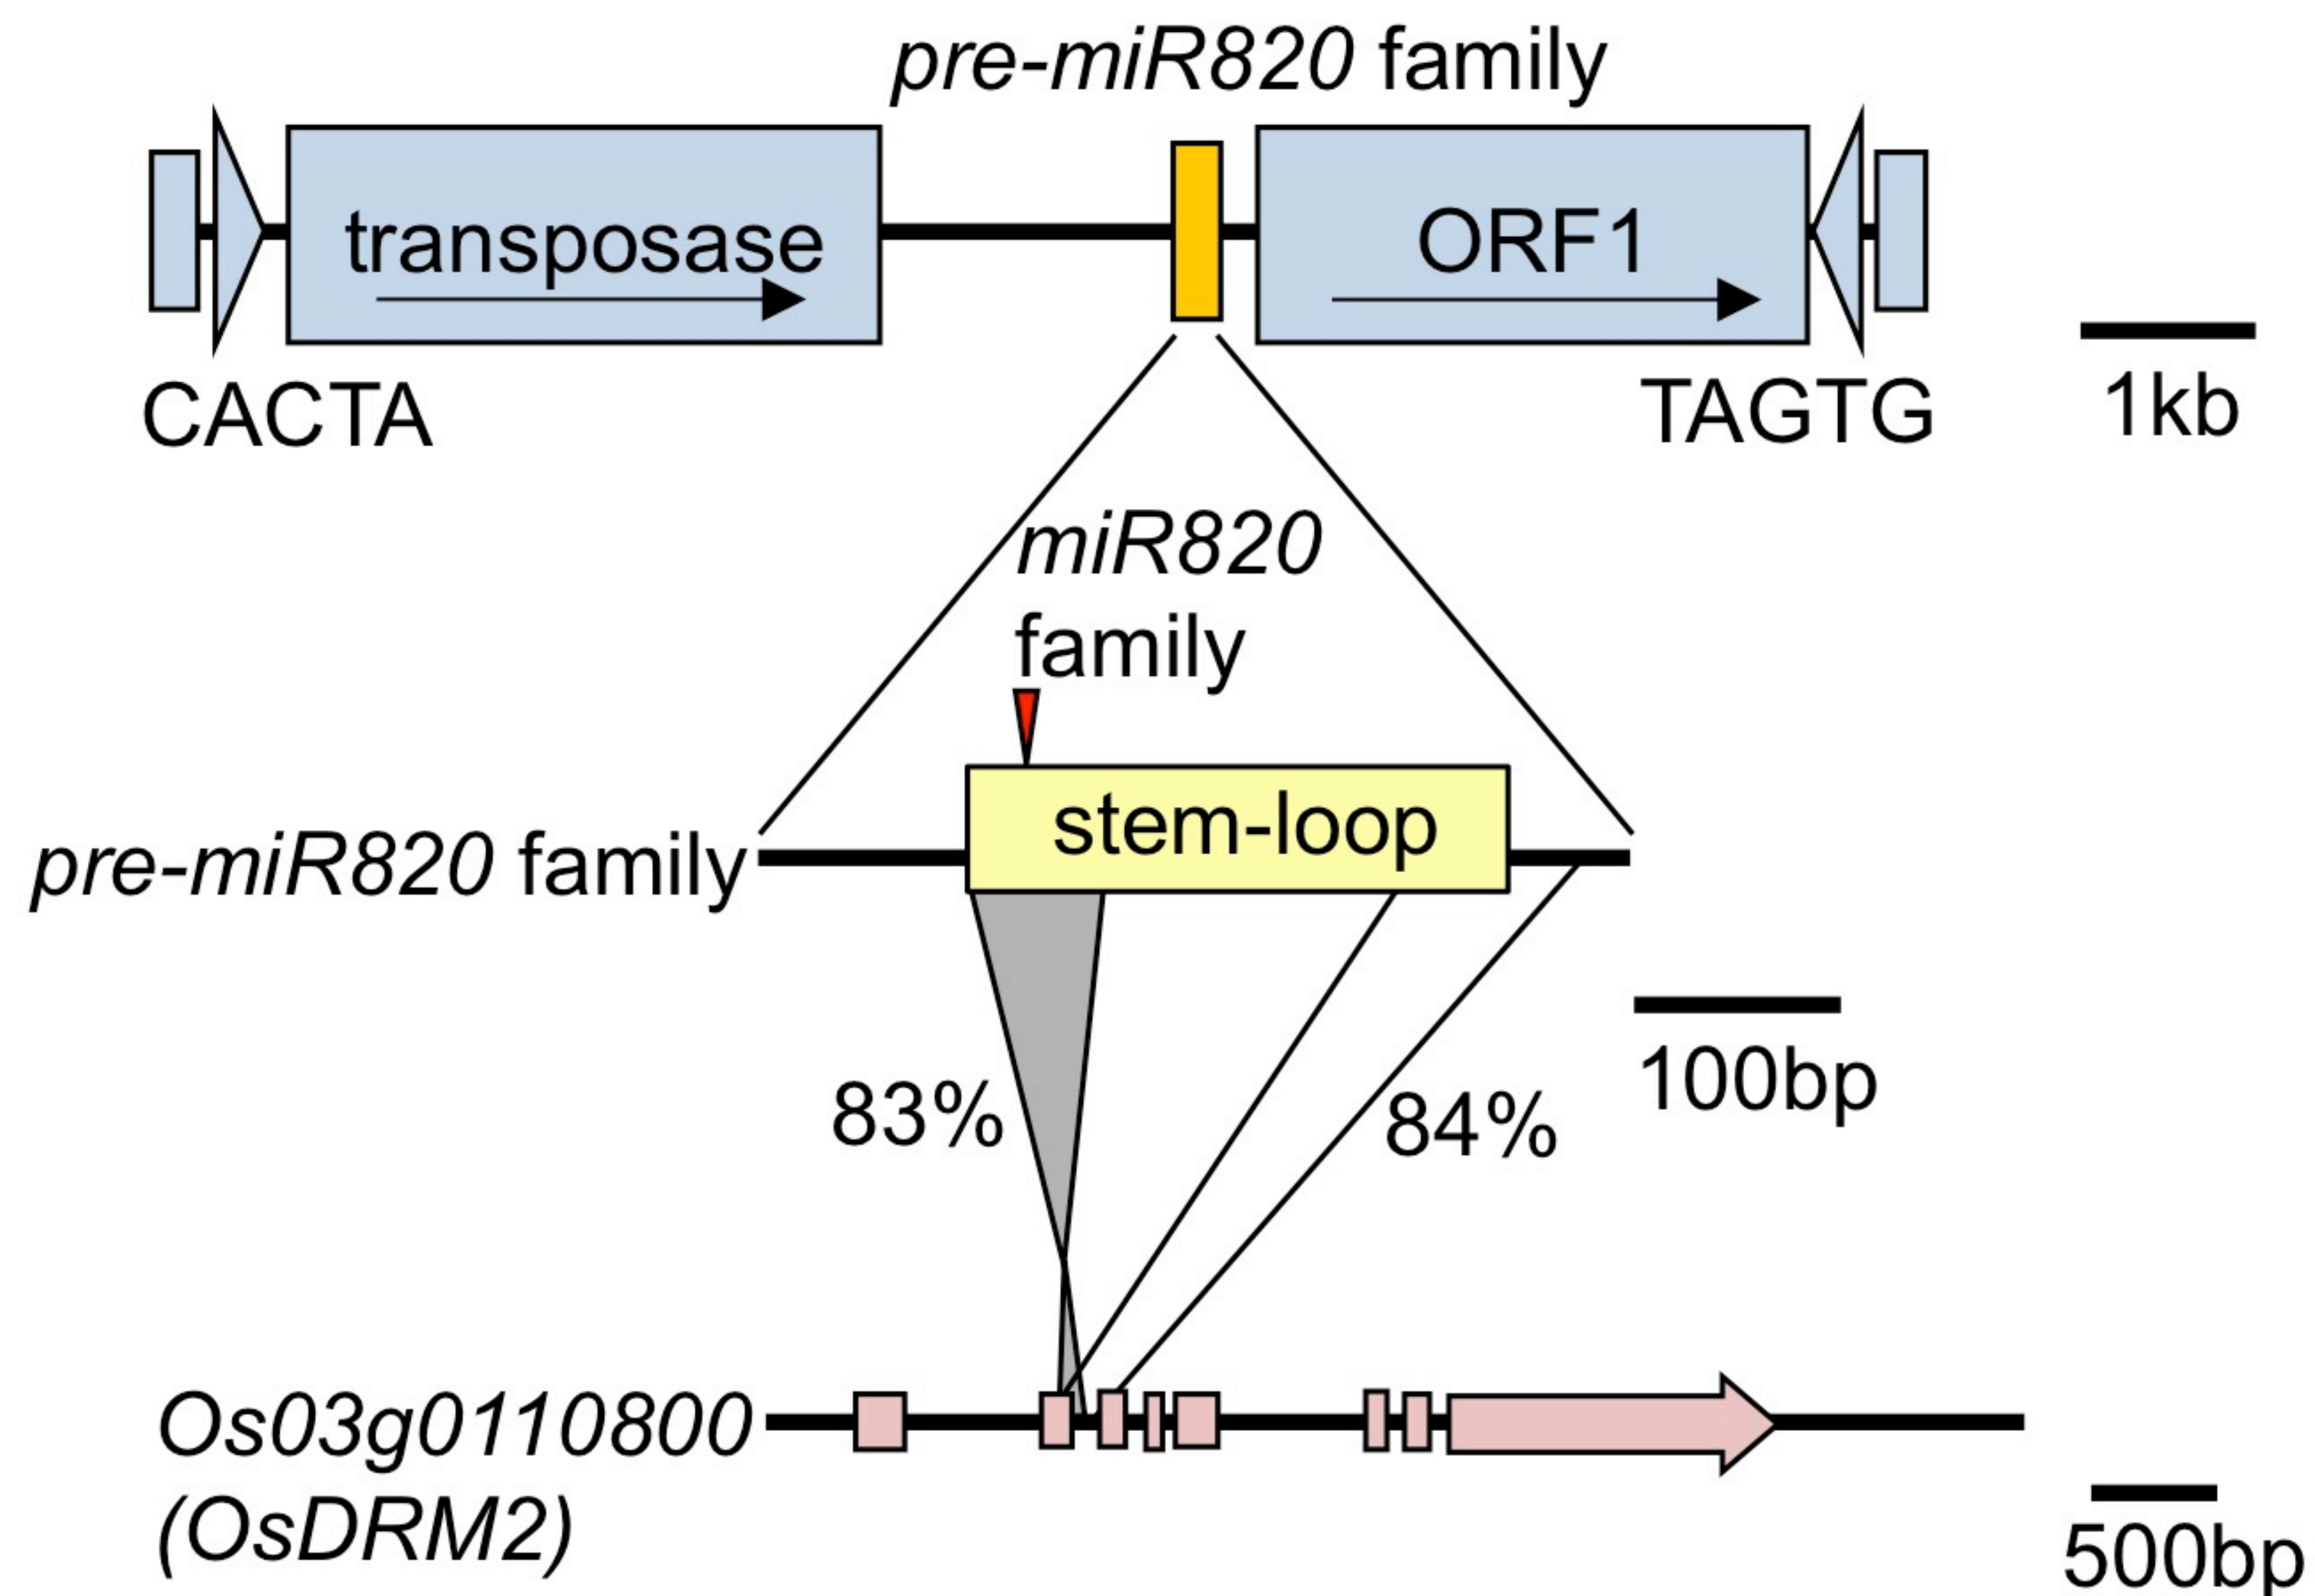 pre-miR820 family
transposase
ORF1
CACTA
TAGTG
1kb
miR820
family
stem-loop
pre-miR820 family
100bp
83%
84%
Os03g0110800
(OsDRM2)
500bp